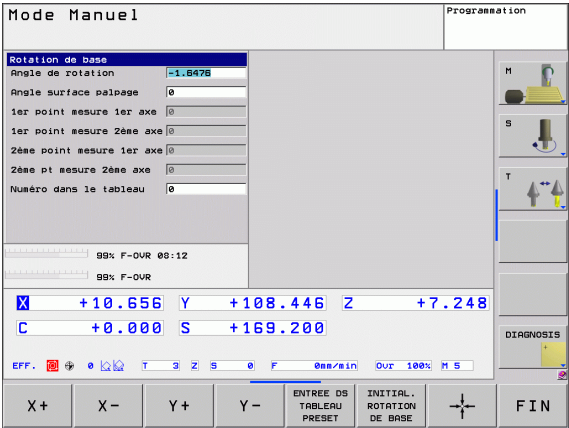 Mode Manuel
Programmation
Rotation de base
Angle de rotation -1.6476
Angle surface palpage 0
1er point mesure 1er axe 0
1er point mesure 2ème axe 0
2ème point mesure 1er axe 0
2ème pt mesure 2ème axe 0
Numéro dans le tableau 0
99% F-OVR 08:12
99% F-OVR
X +10.656 Y +108.446 Z +7.248
C +0.000 S +169.200
EFF. 0 T 3 Z S 0 F 0mm/min Ovr 100% M 5
M
S
T
DIAGNOSIS
X+
X-
Y+
Y-
ENTREE DS
TABLEAU
PRESET
INITIAL.
ROTATION
DE BASE
FIN